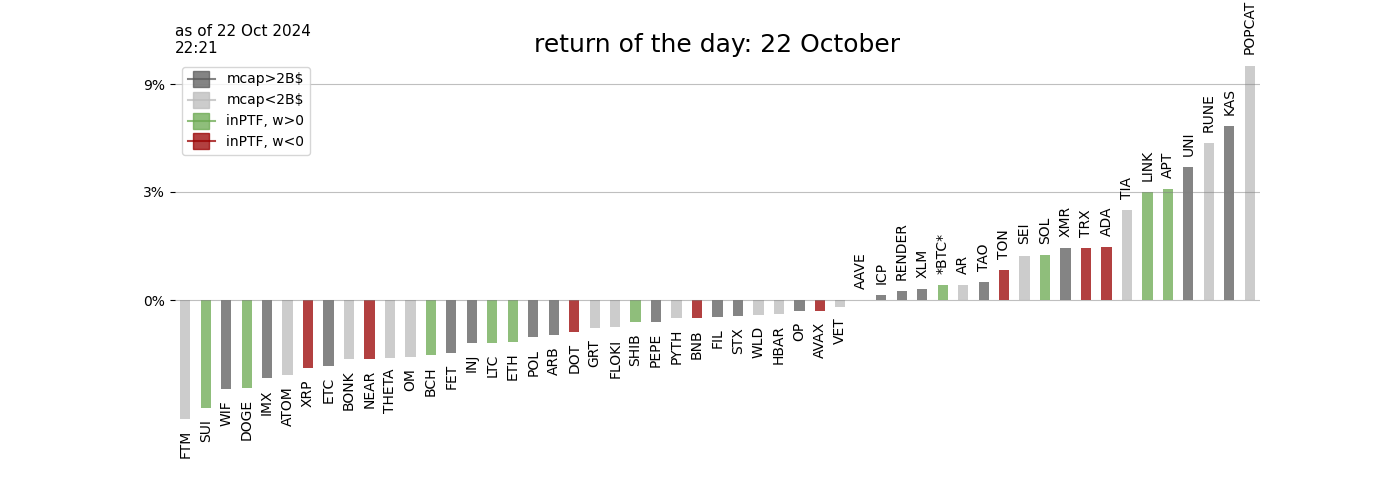 as of 22 Oct 2024
22:21
return of the day: 22 October
mcap>2B$
mcap<2B$
inPTF, w>0
inPTF, w<0
9%
3%
0%
FTM
SUI
WIF
DOGE
IMX
ATOM
XRP
ETC
BONK
NEAR
THETA
OM
BCH
FET
INJ
LTC
ETH
POL
ARB
DOT
GRT
FLOKI
SHIB
PEPE
PYTH
BNB
FIL
STX
WLD
HBAR
OP
AVAX
VET
AAVE
ICP
RENDER
XLM
*BTC*
AR
TAO
TON
SEI
SOL
XMR
TRX
ADA
TIA
LINK
APT
UNI
RUNE
KAS
POPCAT